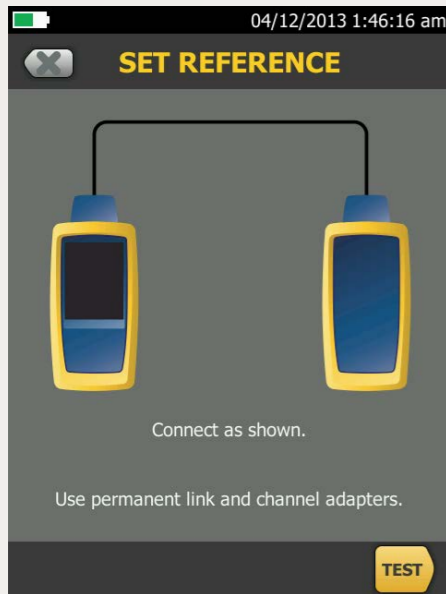 04/12/2013 1:46:16 am
SET REFERENCE
Connect as shown.
Use permanent link and channel adapters.
TEST